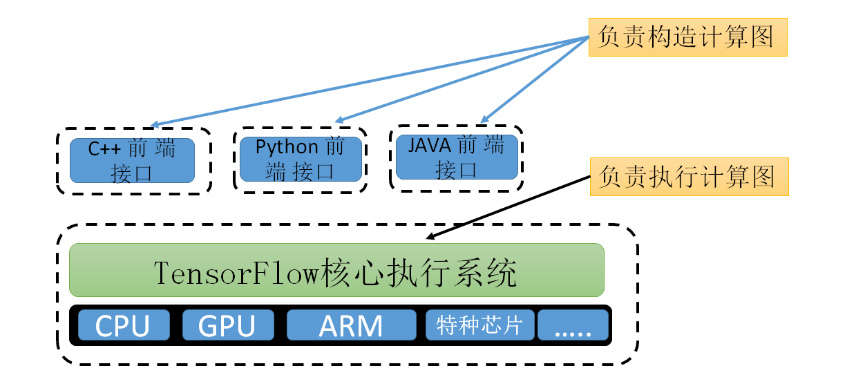 负责构造计算图
C++ 前 端
接口
Python 前
端 接口
JAVA 前 端
接口
负责执行计算图
TensorFlow核心执行系统
CPU
GPU
ARM
特种芯片
.....